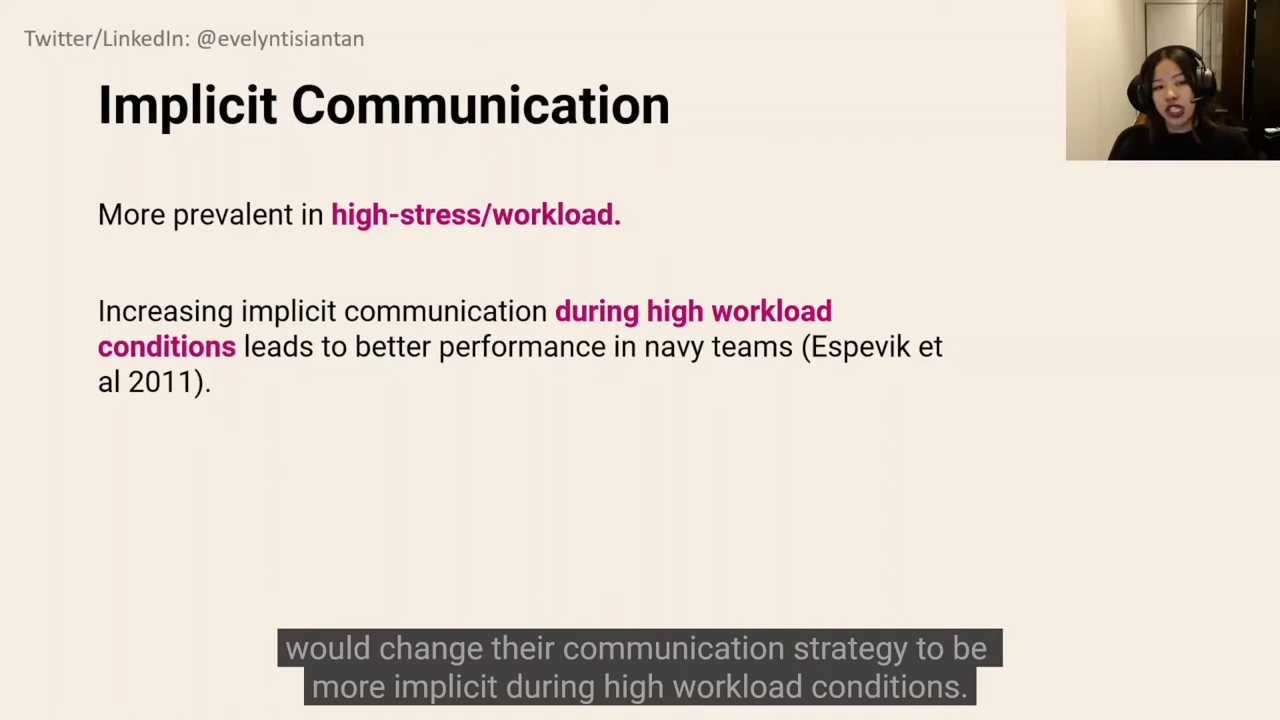 Twitter/LinkedIn: @evelyntisiantan
Implicit Communication
More prevalent in high-stress/workload.
Increasing implicit communication during high workload
conditions leads to better performance in navy teams (Espevik et
al 2011).
would change their communication strategy to be
more implicit during high workload conditions.